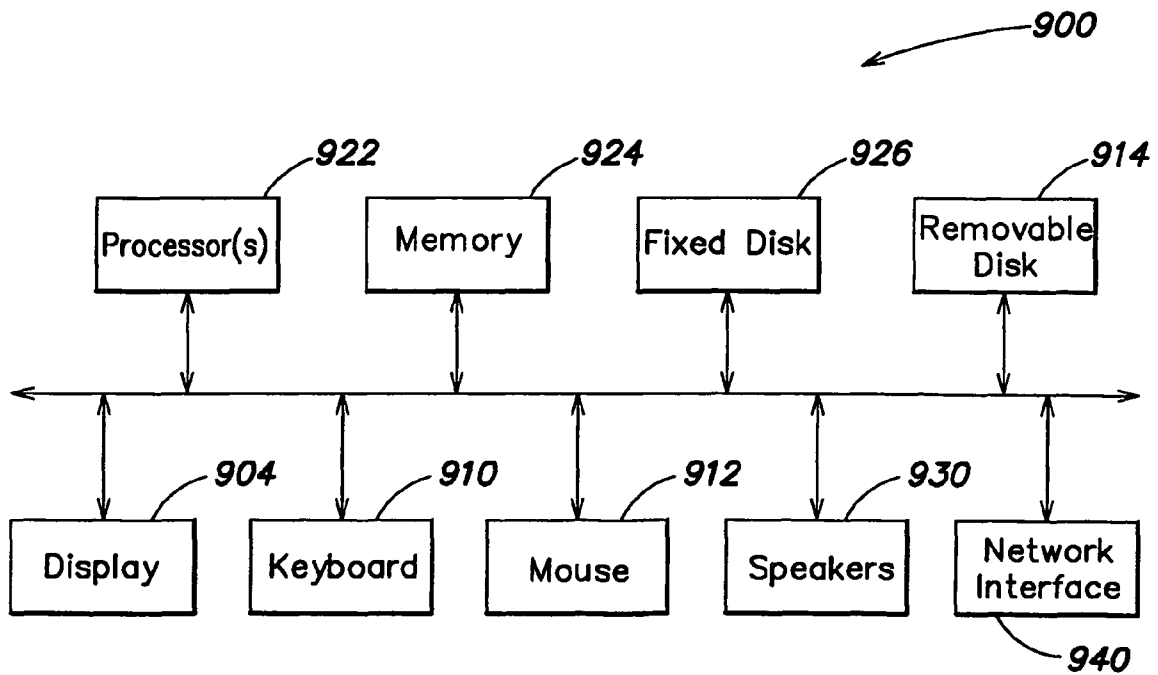 900
922
924
926
914
Processor(s)
Memory
Fixed Disk
Removable
Disk
904
910
912
930
Display
Keyboard
Mouse
Speakers
Network
Interface
940